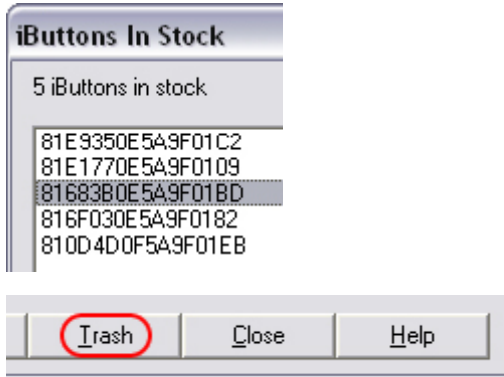 iButtons In Stock
5 iButtons in stock
81E9350E5A9F01C2
81E1770E5A9F0109
81683B0E5A9F01BD
816F030E5A9F0182
810D4D0F5A9F01EB
Trash Close Help